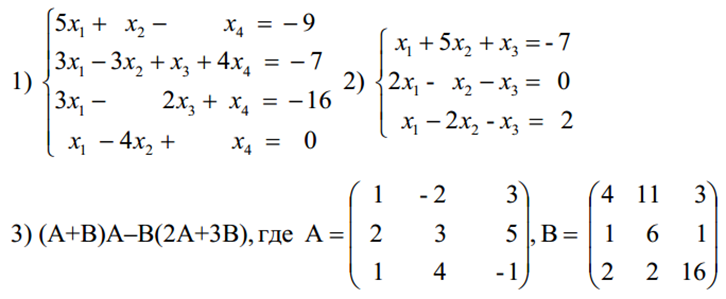 1) { 5x₁ + x₂ − x₄ = −9
3x₁ − 3x₂ + x₃ + 4x₄ = −7
3x₁ − 2x₃ + x₄ = −16
x₁ − 4x₂ + x₄ = 0
2) { x₁ + 5x₂ + x₃ = - 7
2x₁ - x₂ − x₃ = 0
x₁ − 2x₂ - x₃ = 2
3) (A+B)A–B(2A+3B), где A = ( 1 - 2 3
2 3 5
1 4 - 1 ), B = ( 4 11 3
1 6 1
2 2 16 )